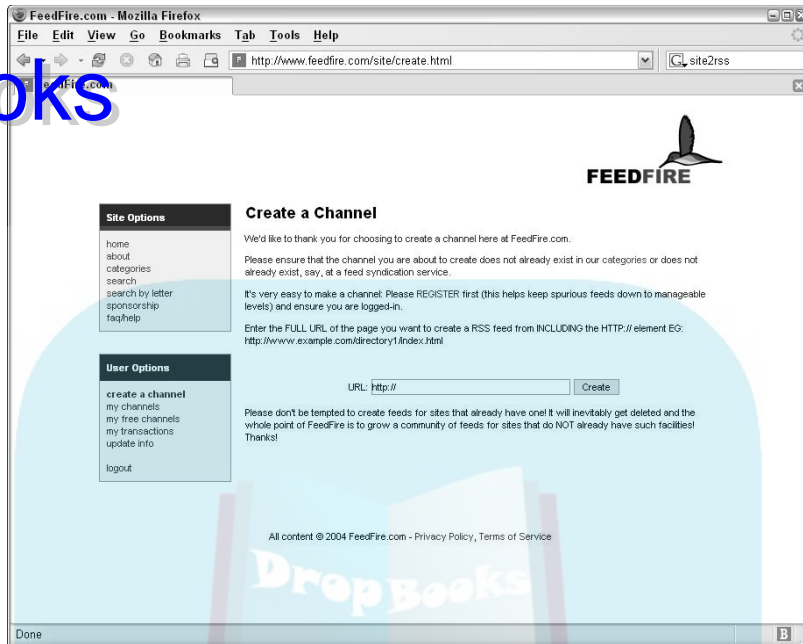 FeedFire.com - Mozilla Firefox
File Edit View Go Bookmarks Tab Tools Help
http://www.feedfire.com/site/create.html
G site2rss
FeedFire.com
oks
FEEDFIRE
Site Options
home
about
categories
search
search by letter
sponsorship
faq/help
User Options
create a channel
my channels
my free channels
my transactions
update info
logout
Create a Channel
We'd like to thank you for choosing to create a channel here at FeedFire.com.
Please ensure that the channel you are about to create does not already exist in our categories or does not
already exist, say, at a feed syndication service.
It's very easy to make a channel: Please REGISTER first (this helps keep spurious feeds down to manageable
levels) and ensure you are logged-in.
Enter the FULL URL of the page you want to create a RSS feed from INCLUDING the HTTP:// element EG:
http://www.example.com/directory1/index.html
URL: http:// Create
Please don't be tempted to create feeds for sites that already have one! It will inevitably get deleted and the
whole point of FeedFire is to grow a community of feeds for sites that do NOT already have such facilities!
Thanks!
All content © 2004 FeedFire.com - Privacy Policy, Terms of Service
DropBooks
Done
B